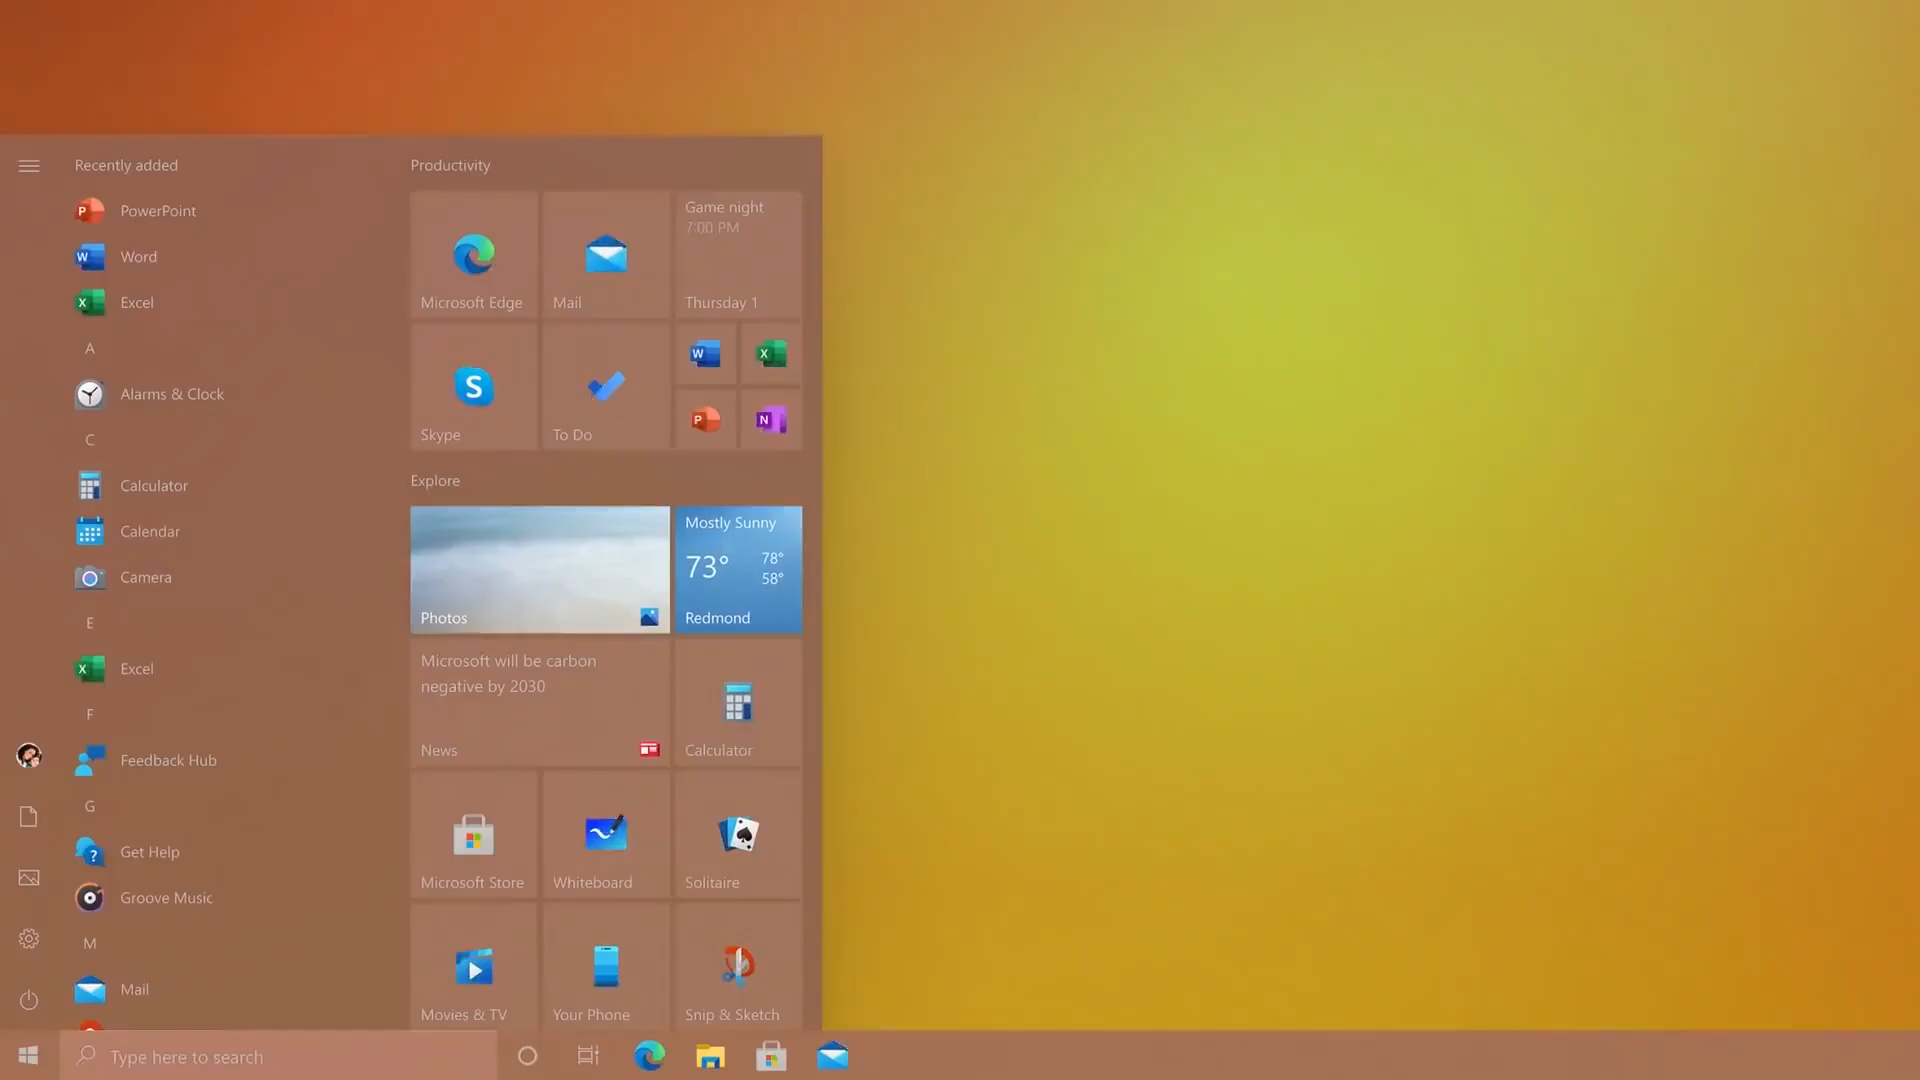 Recently added
PowerPoint
Word
Excel
A
Alarms & Clock
C
Calculator
Calendar
Camera
E
Excel
F
Feedback Hub
G
Get Help
Groove Music
M
Mail
Productivity
Microsoft Edge
Mail
Game night
7:00 PM
Thursday 1
Skype
To Do
Explore
Photos
Mostly Sunny
73°
78°
58°
Redmond
Microsoft will be carbon
negative by 2030
News
Calculator
Microsoft Store
Whiteboard
Solitaire
Movies & TV
Your Phone
Snip & Sketch
Type here to search